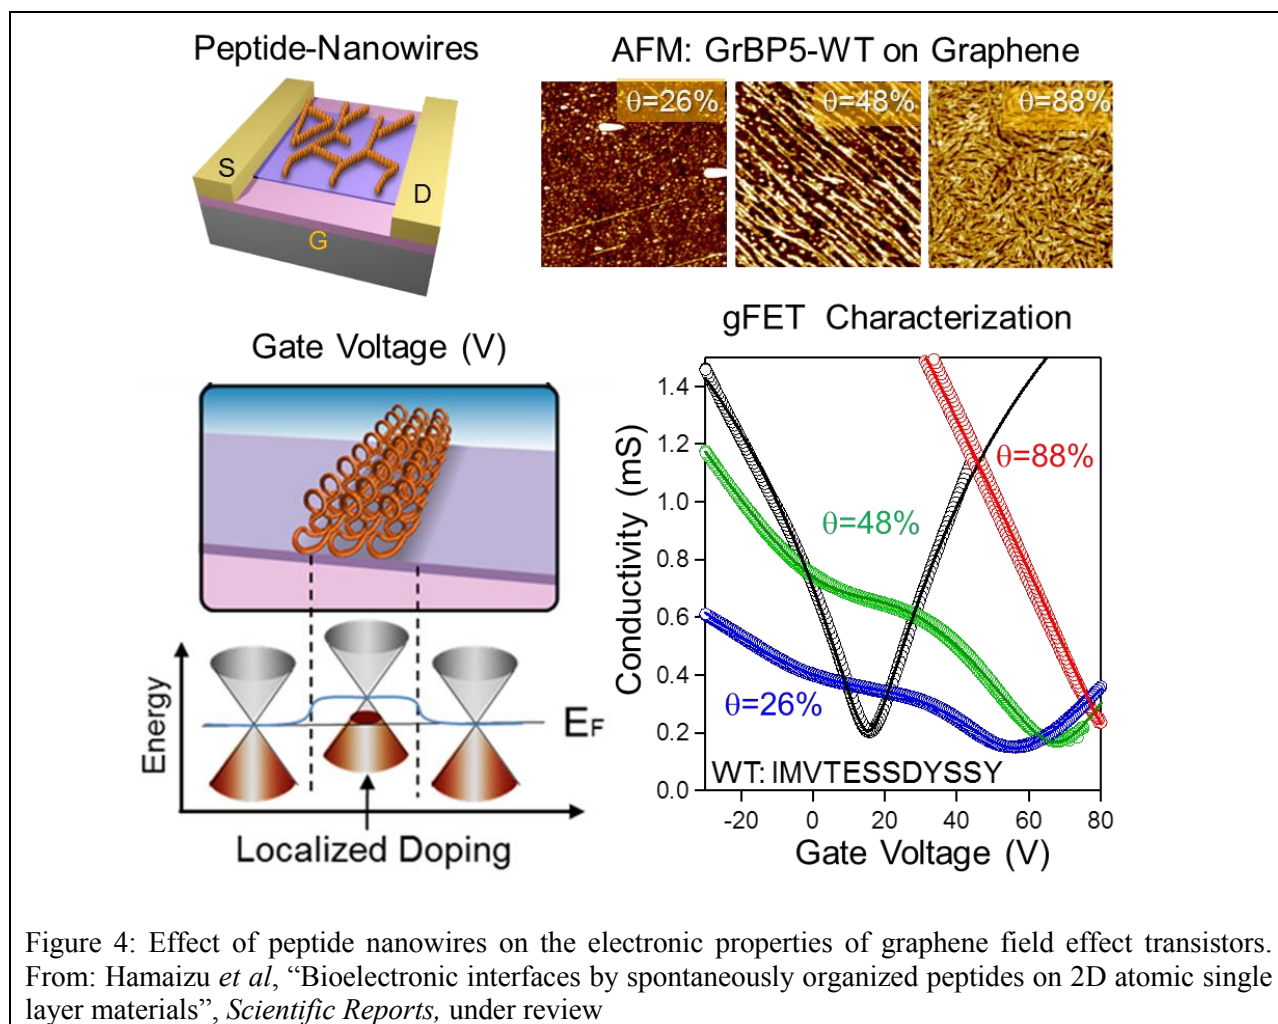 Peptide-Nanowires
AFM: GrBP5-WT on Graphene
θ=26%
θ=48%
θ=88%
S
D
G
Gate Voltage (V)
Energy
EF
Localized Doping
gFET Characterization
Conductivity (mS)
1.4
1.2
1.0
0.8
0.6
0.4
0.2
0.0
θ=88%
θ=48%
θ=26%
WT: IMVTESSDYSSY
-20 0 20 40 60 80
Gate Voltage (V)
Figure 4: Effect of peptide nanowires on the electronic properties of graphene field effect transistors.
From: Hamaizu et al, “Bioelectronic interfaces by spontaneously organized peptides on 2D atomic single
layer materials”, Scientific Reports, under review